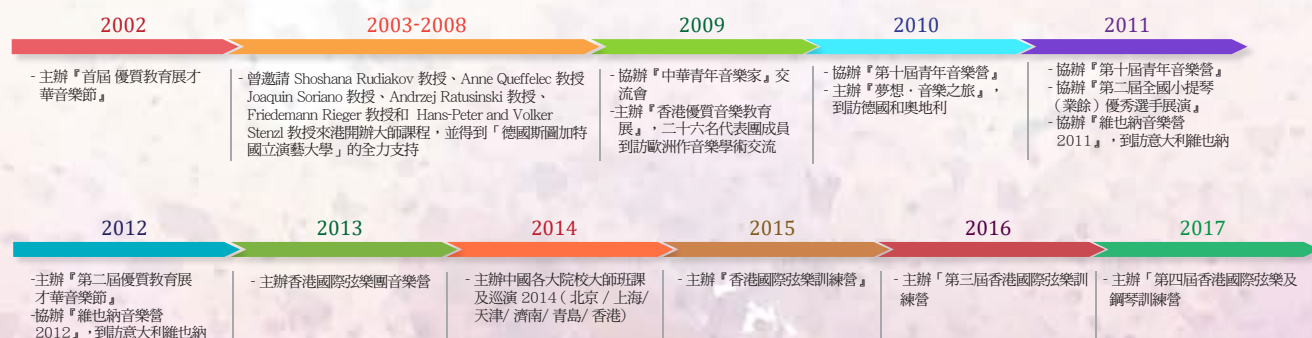 2002
- 主辦『首屆 優質教育展才
華音樂節』
2003-2008
- 曾邀請 Shoshana Rudiakov 教授、Anne Queffelec 教授
Joaquin Soriano 教授、Andrzej Ratusinski 教授、
Friedemann Rieger 教授和 Hans-Peter and Volker
Stenzl 教授來港開辦大師課程，並得到「德國斯圖加特
國立演藝大學」的全力支持
2009
- 協辦『中華青年音樂家』交
流會
-主辦『香港優質音樂教育
展』，二十六名代表團成員
到訪歐洲作音樂學術交流
2010
- 協辦『第十屆青年音樂營』
- 主辦『夢想．音樂之旅』，
到訪德國和奧地利
2011
- 協辦『第十屆青年音樂營』
- 協辦『第二屆全國小提琴
（業餘）優秀選手展演』
- 協辦『維也納音樂營
2011』，到訪意大利維也納
2012
-主辦『第二屆優質教育展
才華音樂節』
-協辦『維也納音樂營
2012』，到訪意大利維也納
2013
- 主辦香港國際弦樂團音樂營
2014
- 主辦中國各大院校大師班課
及巡演 2014（ 北京 / 上海/
天津/ 濟南/ 青島/ 香港）
2015
- 主辦『香港國際弦樂訓練營』
2016
- 主辦「第三屆香港國際弦樂訓
練營
2017
- 主辦「第四屆香港國際弦樂及
鋼琴訓練營